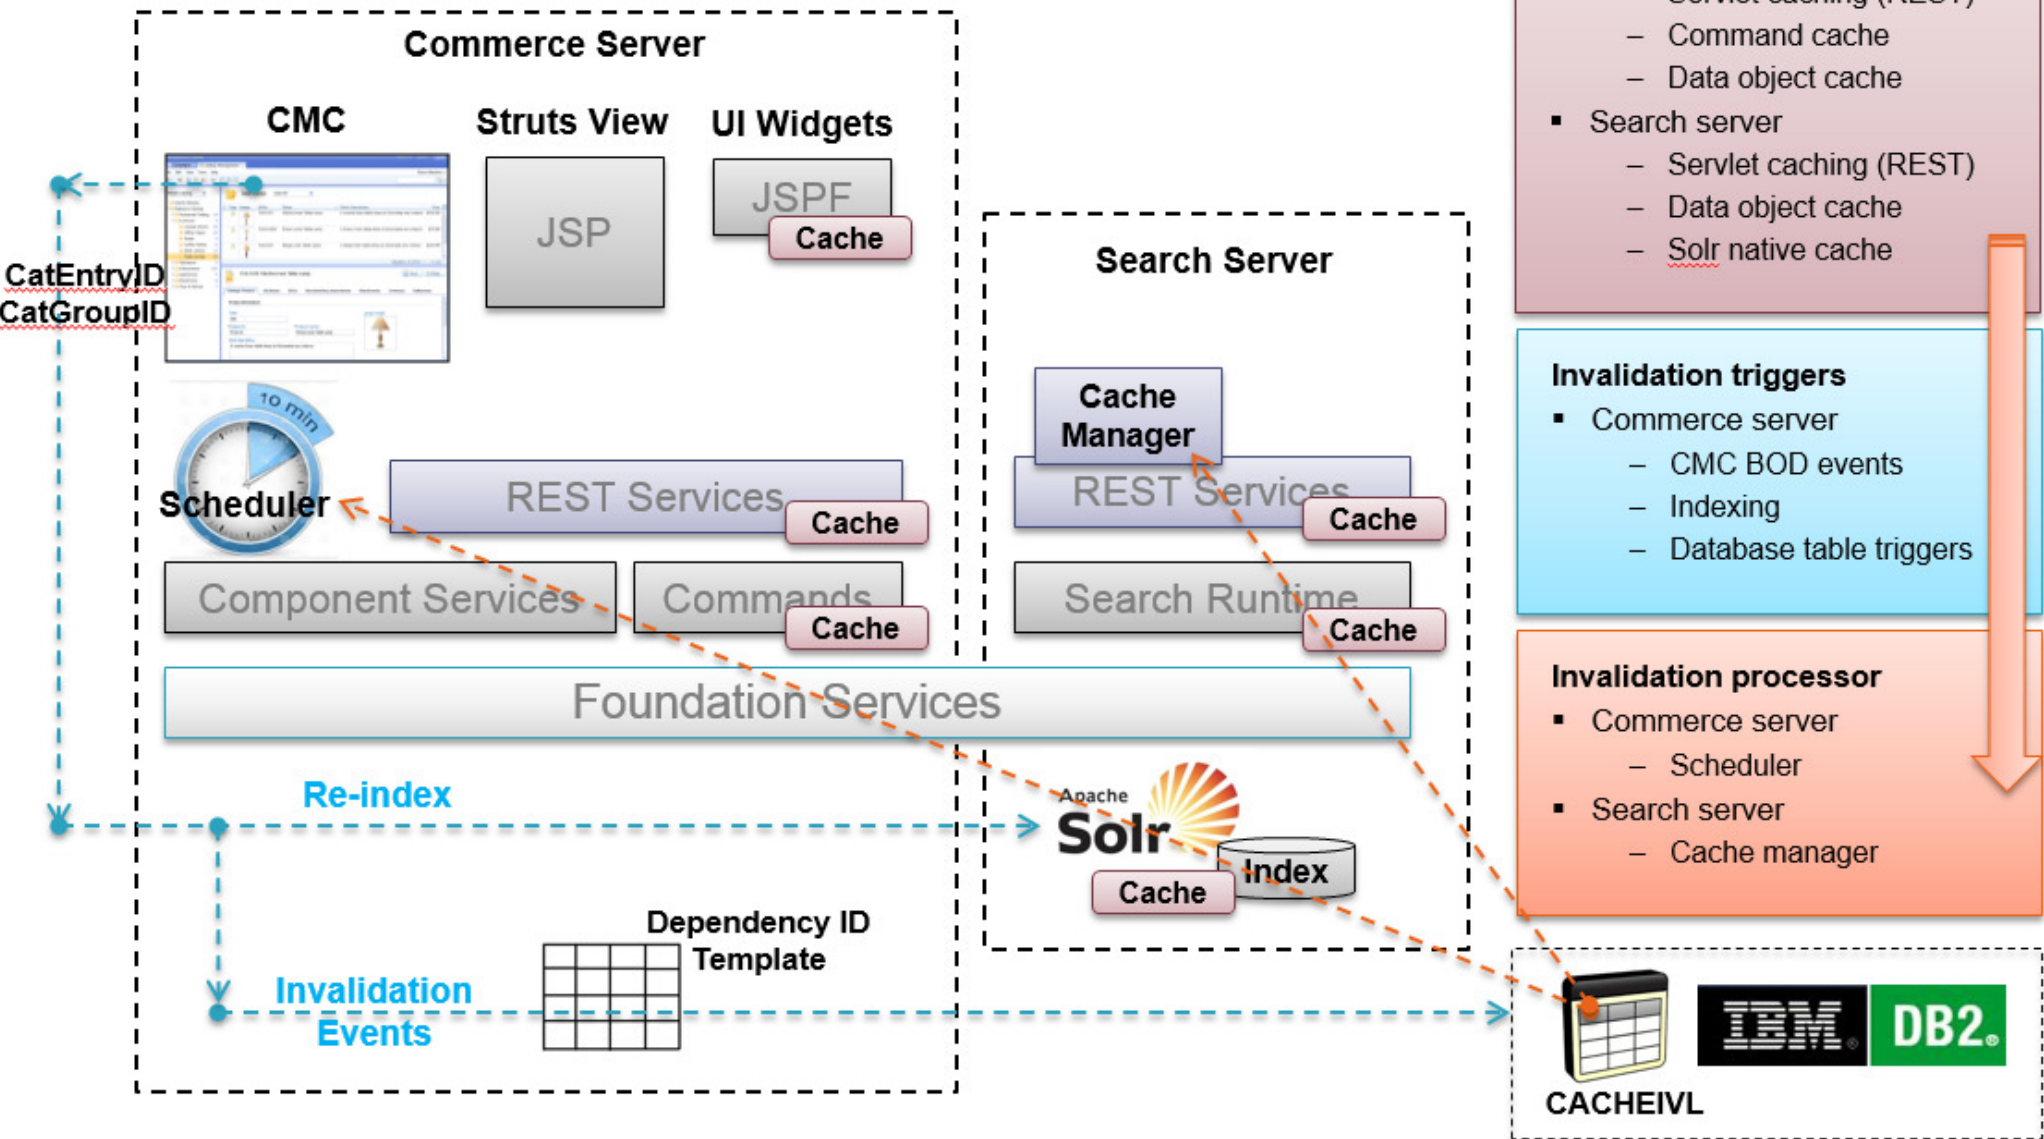 Commerce Server
CMC
Struts View
UI Widgets
JSP
JSPF
Cache
CatEntryID
CatGroupID
10 min
Scheduler
REST Services
Cache
Component Services
Commands
Cache
Foundation Services
Search Server
Cache
Manager
REST Services
Cache
Search Runtime
Cache
Re-index
Apache
Solr
Index
Cache
Dependency ID
Template
Invalidation
Events
Servlet caching (REST)
– Command cache
– Data object cache
▪ Search server
– Servlet caching (REST)
– Data object cache
– Solr native cache
Invalidation triggers
▪ Commerce server
– CMC BOD events
– Indexing
– Database table triggers
Invalidation processor
▪ Commerce server
– Scheduler
▪ Search server
– Cache manager
IBM® DB2®
CACHEIVL